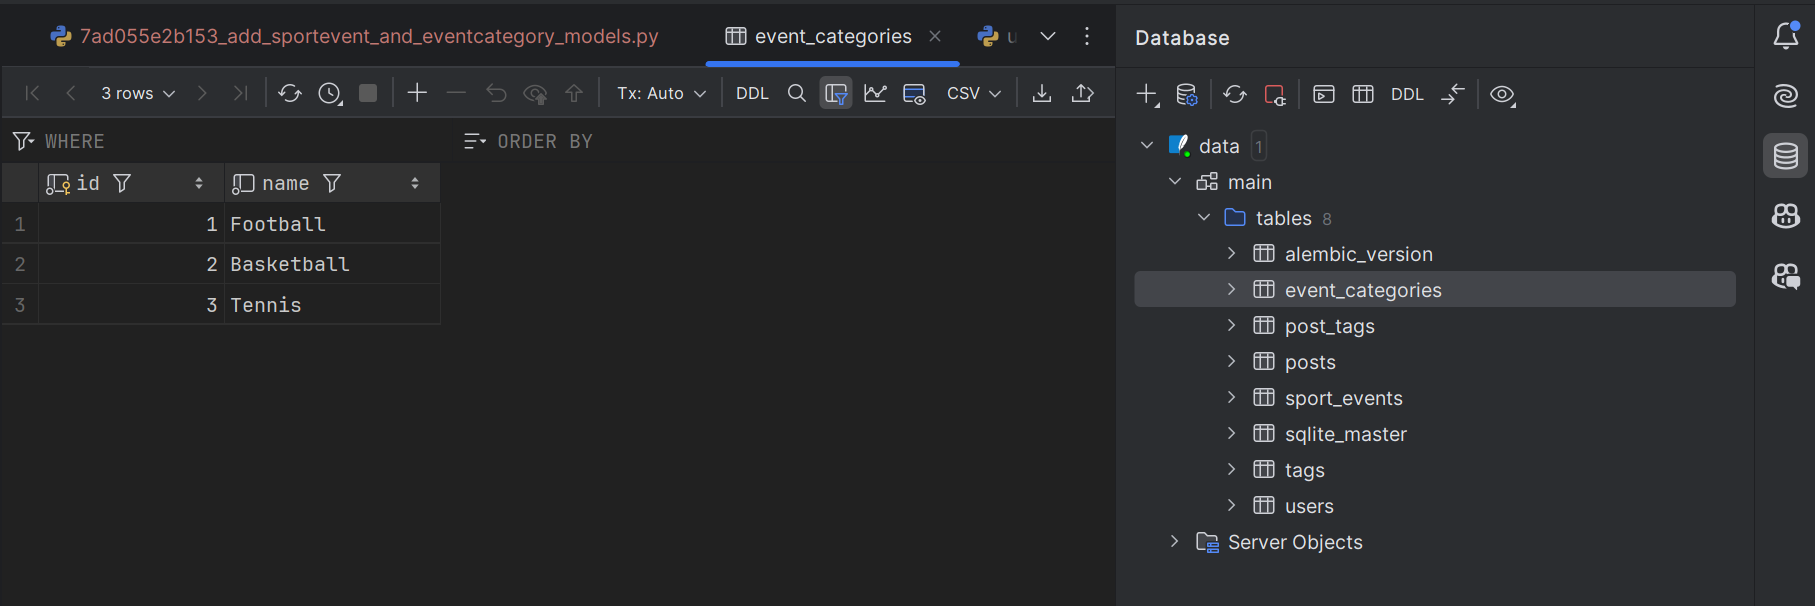 7ad055e2b153_add_sportevent_and_eventcategory_models.py event_categories u
3 rows Tx: Auto DDL CSV
WHERE ORDER BY
id name
1 1 Football
2 2 Basketball
3 3 Tennis
Database
DDL
data 1
main
tables 8
alembic_version
event_categories
post_tags
posts
sport_events
sqlite_master
tags
users
Server Objects